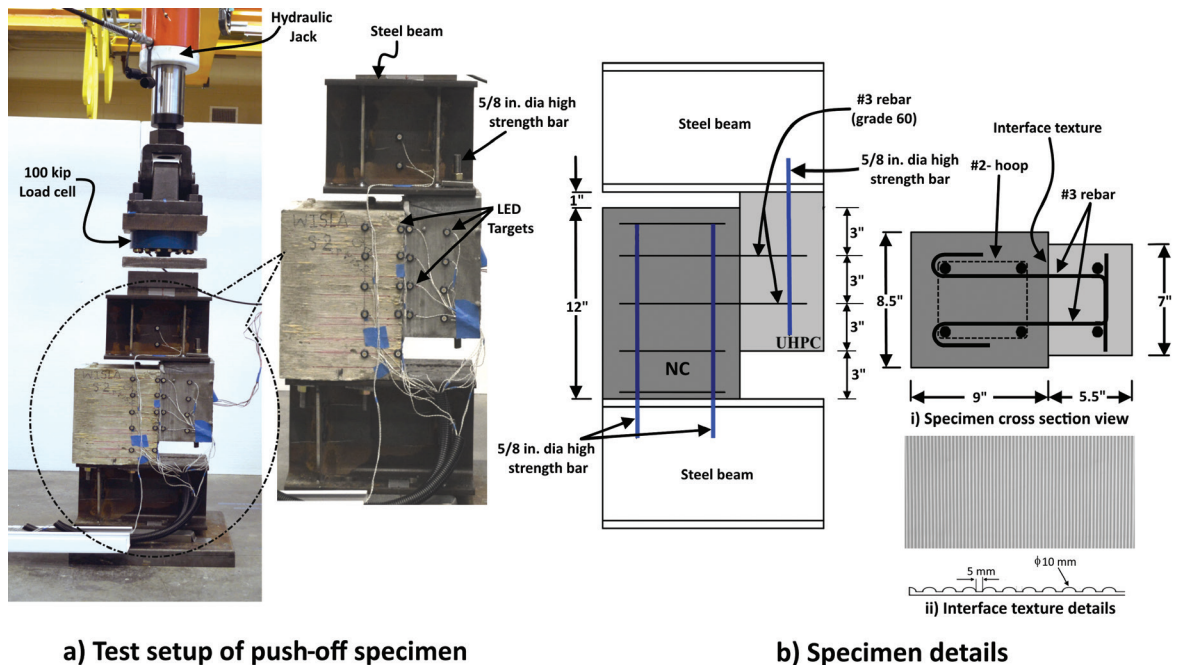 Hydraulic
Jack
Steel beam
5/8 in. dia high
strength bar
100 kip
Load cell
LED
Targets
WISLA
a) Test setup of push-off specimen
Steel beam
#3 rebar
(grade 60)
5/8 in. dia high
strength bar
1"
12"
3"
3"
3"
3"
UHPC
NC
5/8 in. dia high
strength bar
Steel beam
Interface texture
#2- hoop
#3 rebar
8.5"
7"
9"
5.5"
i) Specimen cross section view
5 mm
ϕ10 mm
ii) Interface texture details
b) Specimen details